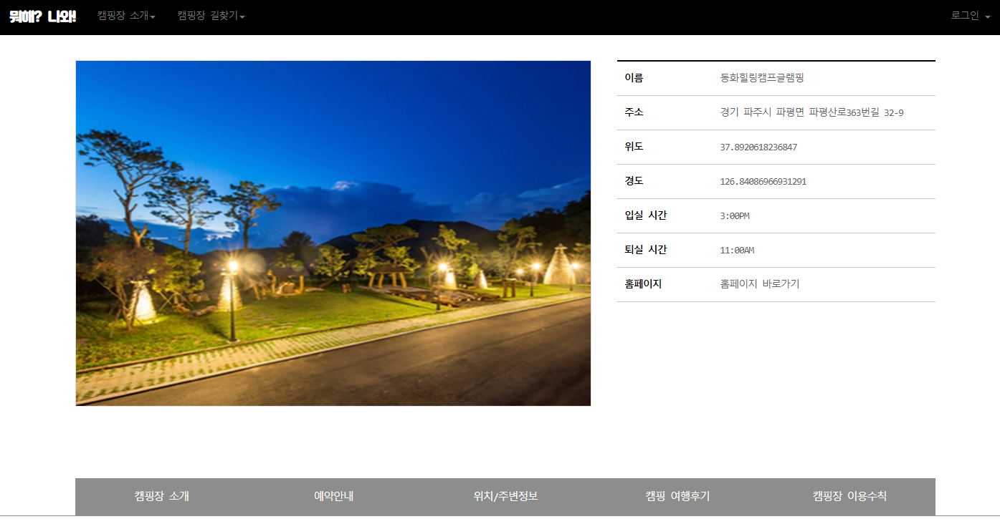 뭐해? 나와! 캠핑장 소개 캠핑장 길찾기 로그인
이름 동화힐링캠프글램핑
주소 경기 파주시 파평면 파평산로363번길 32-9
위도 37.8920618236847
경도 126.84086966931291
입실 시간 3:00PM
퇴실 시간 11:00AM
홈페이지 홈페이지 바로가기
캠핑장 소개 예약안내 위치/주변정보 캠핑 여행후기 캠핑장 이용수칙